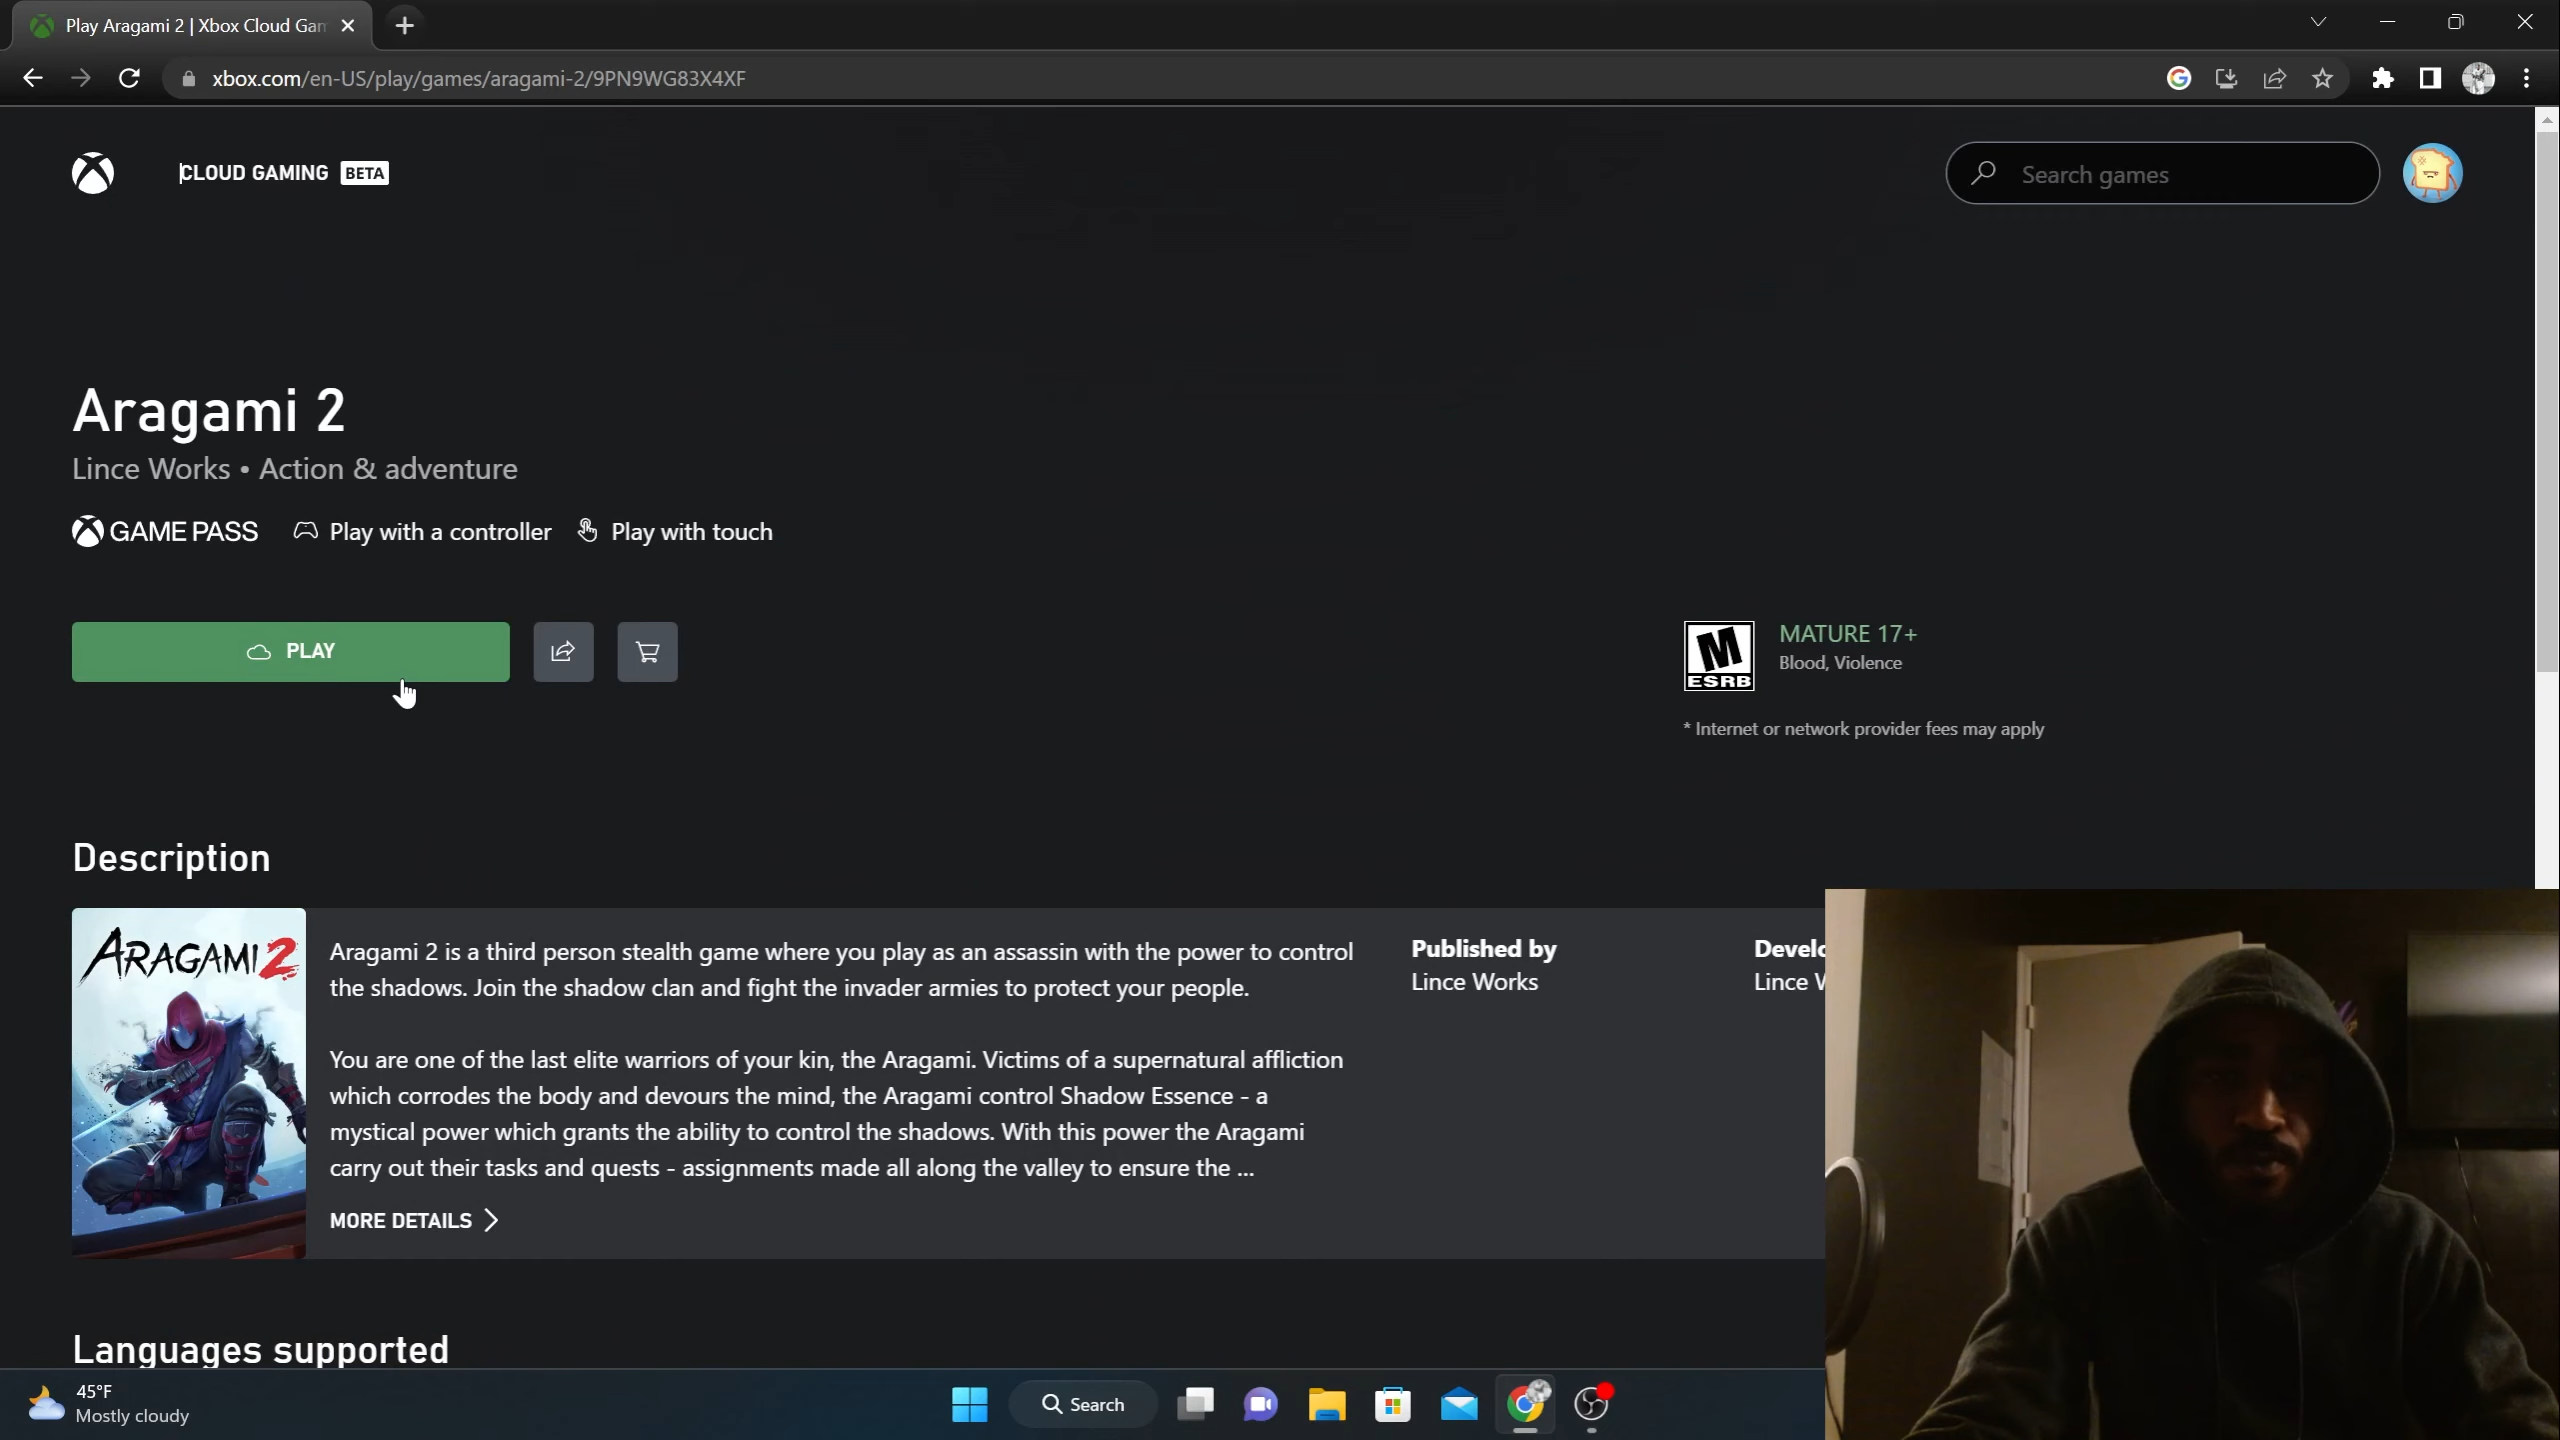 Play Aragami 2 | Xbox Cloud Gam
xbox.com/en-US/play/games/aragami-2/9PN9WG83X4XF
CLOUD GAMING BETA
Search games
Aragami 2
Lince Works • Action & adventure
GAME PASS Play with a controller Play with touch
PLAY
M
ESRB
MATURE 17+
Blood, Violence
* Internet or network provider fees may apply
Description
ARAGAMI 2
Aragami 2 is a third person stealth game where you play as an assassin with the power to control
the shadows. Join the shadow clan and fight the invader armies to protect your people.
You are one of the last elite warriors of your kin, the Aragami. Victims of a supernatural affliction
which corrodes the body and devours the mind, the Aragami control Shadow Essence - a
mystical power which grants the ability to control the shadows. With this power the Aragami
carry out their tasks and quests - assignments made all along the valley to ensure the ...
MORE DETAILS
Published by
Lince Works
Develo
Lince W
Languages supported
45°F
Mostly cloudy
Search